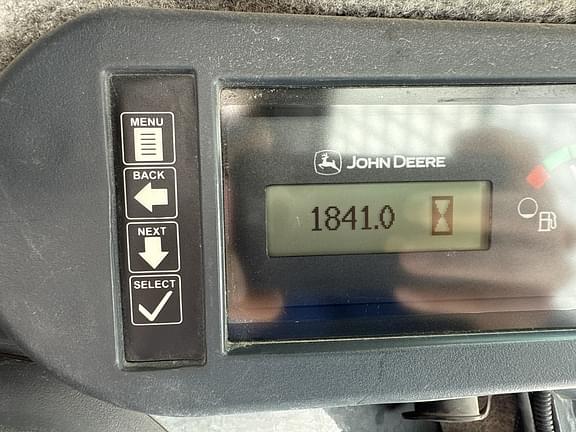 MENU
BACK
NEXT
SELECT
JOHN DEERE
1841.0